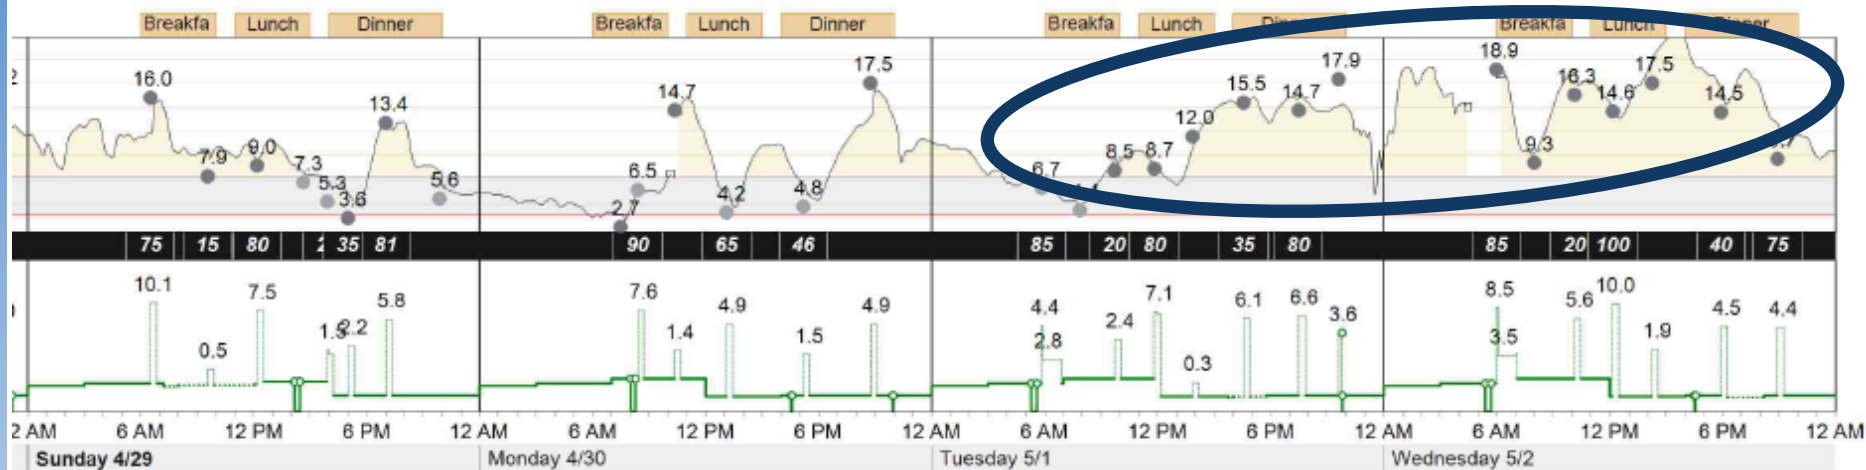 Breakfa Lunch Dinner Breakfa Lunch Dinner Breakfa Lunch Dinner Breakfa Lunch Dinner
16.0 7.9 9.0 7.3 5.3 3.6 13.4 5.6 2.7 6.5 14.7 4.2 4.8 17.5 6.7 8.5 8.7 12.0 15.5 14.7 17.9 18.9 9.3 16.3 14.6 17.5 14.5
75 15 80 35 81 90 65 46 85 20 80 35 80 85 20 100 40 75
10.1 0.5 7.5 2.2 5.8 7.6 1.4 4.9 1.5 4.9 4.4 2.8 2.4 7.1 0.3 6.1 6.6 3.6 8.5 3.5 5.6 10.0 1.9 4.5 4.4
2 AM 6 AM 12 PM 6 PM 12 AM 6 AM 12 PM 6 PM 12 AM 6 AM 12 PM 6 PM 12 AM 6 AM 12 PM 6 PM 12 AM
Sunday 4/29 Monday 4/30 Tuesday 5/1 Wednesday 5/2